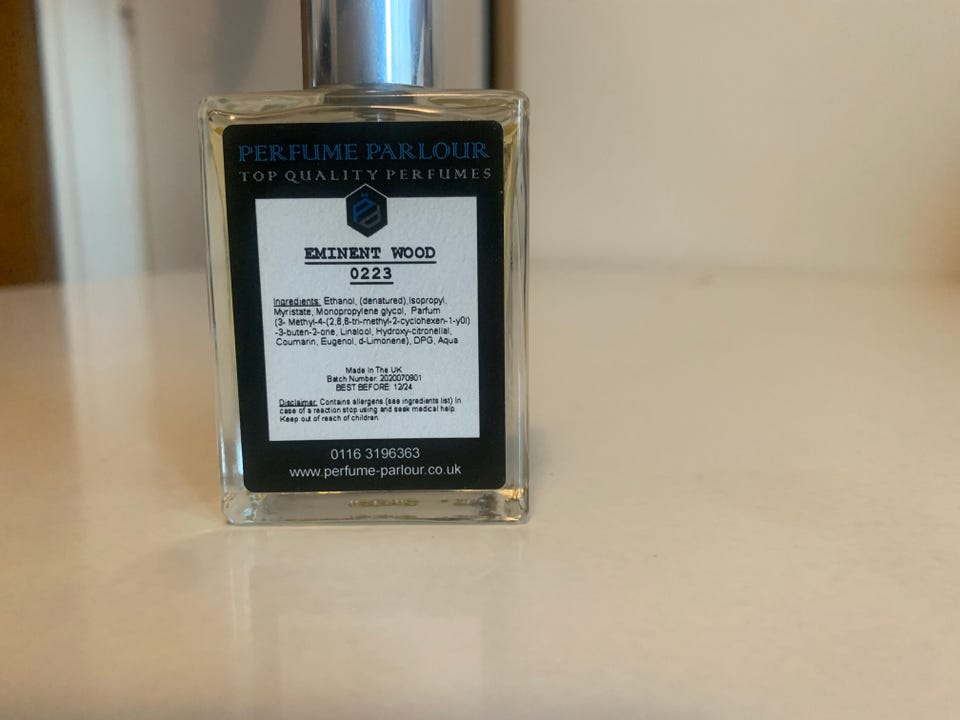 PERFUME PARLOUR
TOP QUALITY PERFUMES
EMINENT WOOD
0223
Ingredients: Ethanol, (denatured),Isopropyl,
Myristate, Monopropylene glycol, Parfum
(3- Methyl-4-(2,6,6-tri-methyl-2-cyclohexen-1-y0l)
-3-buten-2-one, Linalool, Hydroxy-citronellal,
Coumarin, Eugenol, d-Limonene), DPG, Aqua
Made In The UK
Batch Number: 2020070901
BEST BEFORE: 12/24
Disclaimer: Contains allergens (see ingredients list) In
case of a reaction stop using and seek medical help.
Keep out of reach of children.
0116 3196363
www.perfume-parlour.co.uk